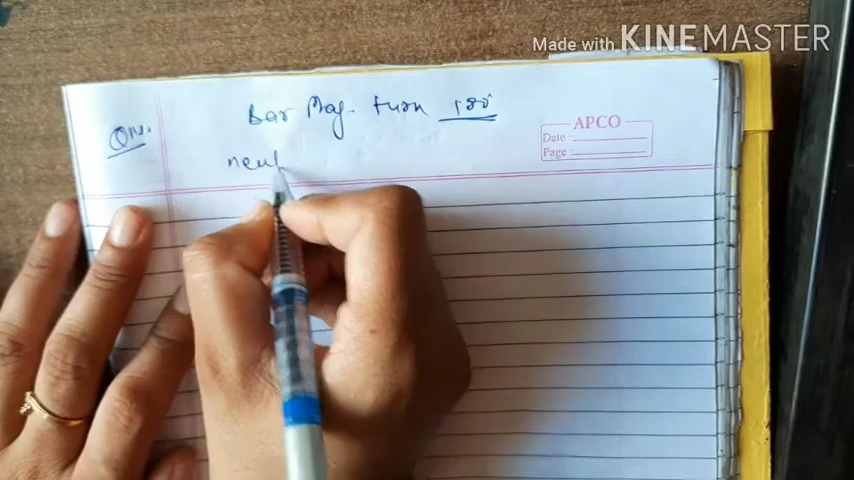 Made with KINEMASTER
Bar Mag. turn 180°
QN.
APCO
Date :
Page :
neut